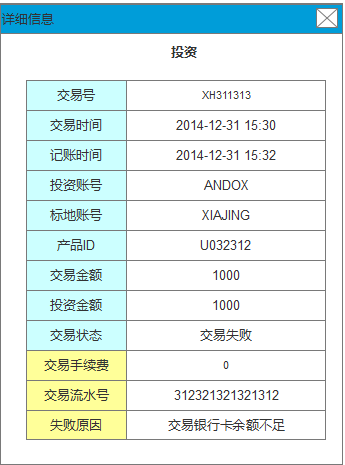 详细信息
投资
交易号 XH311313
交易时间 2014-12-31 15:30
记账时间 2014-12-31 15:32
投资账号 ANDOX
标地账号 XIAJING
产品ID U032312
交易金额 1000
投资金额 1000
交易状态 交易失败
交易手续费 0
交易流水号 312321321321312
失败原因 交易银行卡余额不足